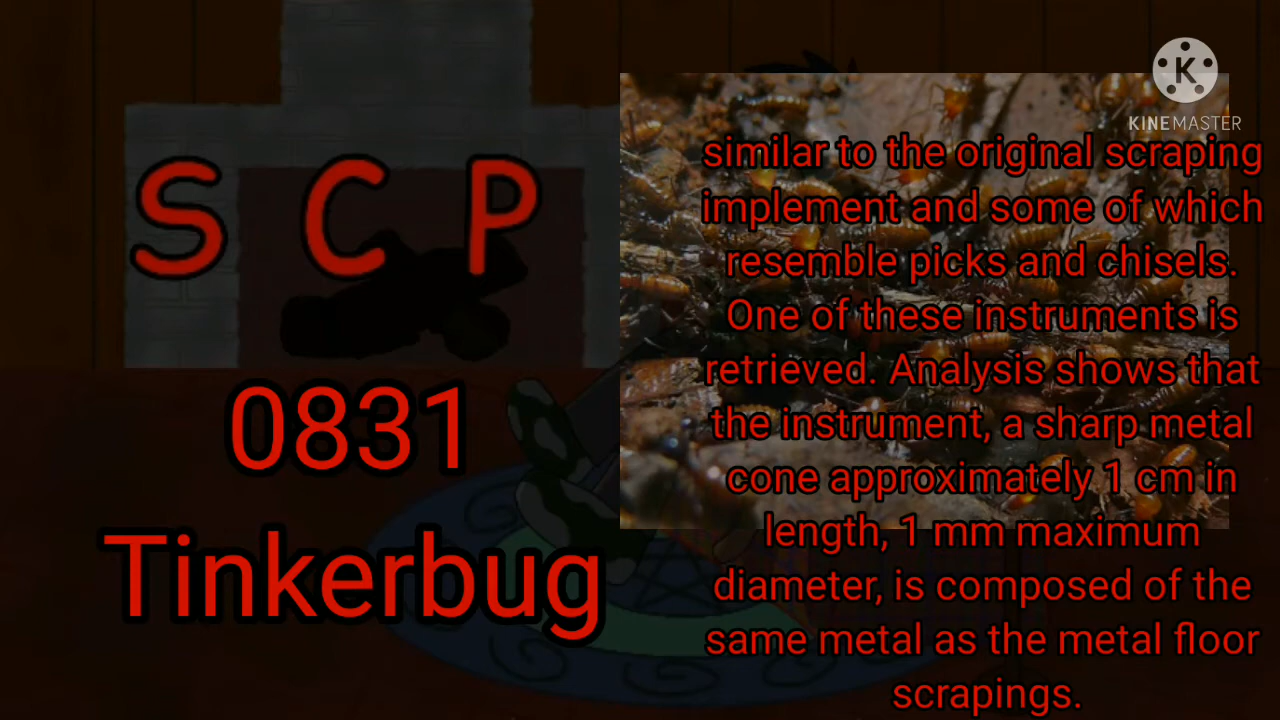 S C P
0831
Tinkerbug
KINEMASTER
similar to the original scraping
implement and some of which
resemble picks and chisels.
One of these instruments is
retrieved. Analysis shows that
the instrument, a sharp metal
cone approximately 1 cm in
length, 1 mm maximum
diameter, is composed of the
same metal as the metal floor
scrapings.